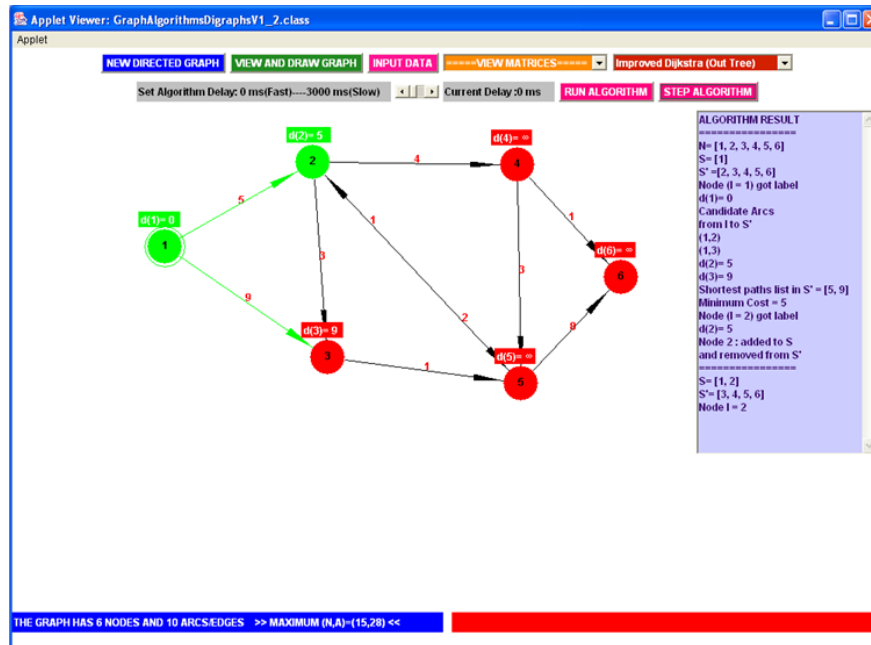 Applet Viewer: GraphAlgorithmsDigraphsV1_2.class
Applet
NEW DIRECTED GRAPH VIEW AND DRAW GRAPH INPUT DATA =====VIEW MATRICES===== Improved Dijkstra (Out Tree)
Set Algorithm Delay: 0 ms(Fast)----3000 ms(Slow) Current Delay :0 ms RUN ALGORITHM STEP ALGORITHM
d(2)= 5
2
d(4)= ∞
4
4
5
d(1)= 0
1
1
1
3
3
d(6)= ∞
6
9
2
8
d(3)= 9
3
1
d(5)= ∞
5
ALGORITHM RESULT
================
N= [1, 2, 3, 4, 5, 6]
S= [1]
S' =[2, 3, 4, 5, 6]
Node (I = 1) got label
d(1)= 0
Candidate Arcs
from I to S'
(1,2)
(1,3)
d(2)= 5
d(3)= 9
Shortest paths list in S' = [5, 9]
Minimum Cost = 5
Node (I = 2) got label
d(2)= 5
Node 2 : added to S
and removed from S'
================
S= [1, 2]
S'= [3, 4, 5, 6]
Node I = 2
THE GRAPH HAS 6 NODES AND 10 ARCS/EDGES >> MAXIMUM (N,A)=(15,28) <<